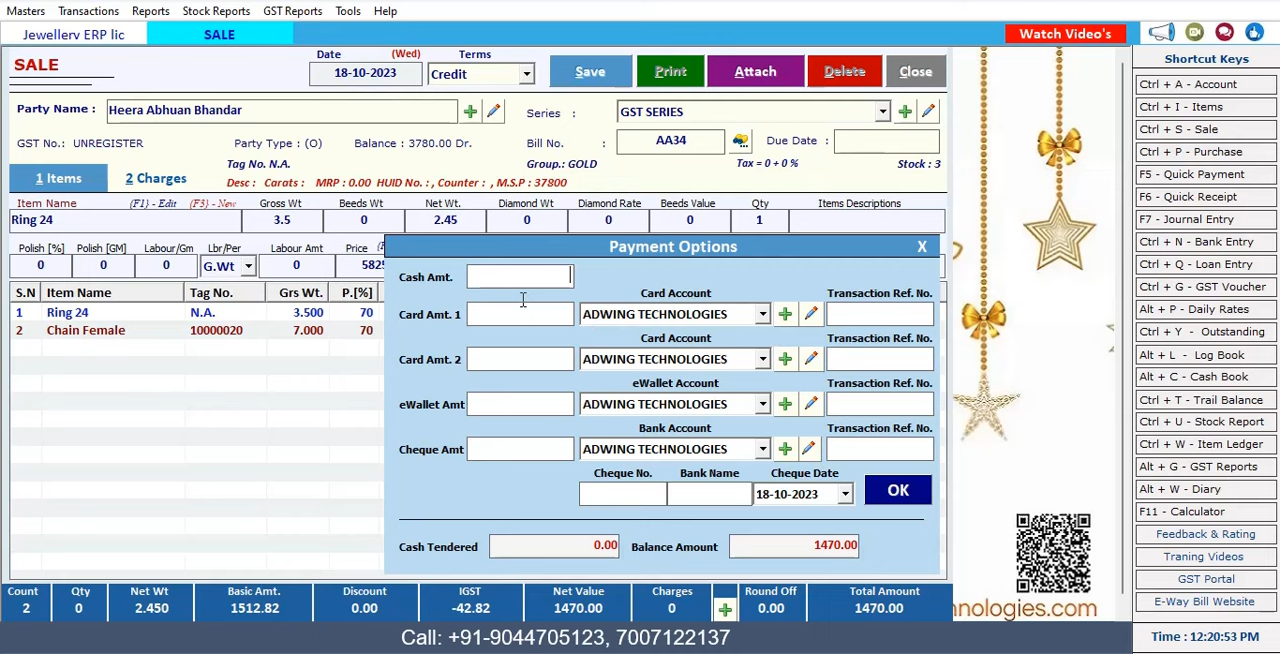 Masters Transactions Reports Stock Reports GST Reports Tools Help
Jewellery ERP lic SALE Watch Video's
SALE
Date (Wed) Terms
18-10-2023 Credit Save Print Attach Delete Close
Party Name : Heera Abhuan Bhandar Series : GST SERIES
GST No.: UNREGISTER Party Type : (O) Balance : 3780.00 Dr. Bill No. : AA34 Due Date :
Tag No. N.A. Group.: GOLD Tax = 0 + 0 % Stock : 3
1 Items 2 Charges Desc : Carats : MRP : 0.00 HUID No. : , Counter : , M.S.P : 37800
Item Name (F1) - Edit (F3) - New Gross Wt Beeds Wt Net Wt. Diamond Wt Diamond Rate Beeds Value Qty Items Descriptions
Ring 24 3.5 0 2.45 0 0 0 1
Polish [%] Polish [GM] Labour/Gm Lbr/Per Labour Amt Price
0 0 0 G.Wt 0 5825
S.N Item Name Tag No. Grs Wt. P.[%]
1 Ring 24 N.A. 3.500 70
2 Chain Female 10000020 7.000 70
Payment Options X
Cash Amt.
Card Account Transaction Ref. No.
Card Amt. 1 ADWING TECHNOLOGIES
Card Account Transaction Ref. No.
Card Amt. 2 ADWING TECHNOLOGIES
eWallet Account Transaction Ref. No.
eWallet Amt ADWING TECHNOLOGIES
Bank Account Transaction Ref. No.
Cheque Amt ADWING TECHNOLOGIES
Cheque No. Bank Name Cheque Date
18-10-2023 OK
Cash Tendered 0.00 Balance Amount 1470.00
Count Qty Net Wt Basic Amt. Discount IGST Net Value Charges Round Off Total Amount
2 0 2.450 1512.82 0.00 -42.82 1470.00 0 0.00 1470.00
Call: +91-9044705123, 7007122137
hnologies.com
Shortcut Keys
Ctrl + A - Account
Ctrl + I - Items
Ctrl + S - Sale
Ctrl + P - Purchase
F5 - Quick Payment
F6 - Quick Receipt
F7 - Journal Entry
Ctrl + N - Bank Entry
Ctrl + Q - Loan Entry
Ctrl + G - GST Voucher
Alt + P - Daily Rates
Ctrl + Y - Outstanding
Alt + L - Log Book
Alt + C - Cash Book
Ctrl + T - Trail Balance
Ctrl + U - Stock Report
Ctrl + W - Item Ledger
Alt + G - GST Reports
Alt + W - Diary
F11 - Calculator
Feedback & Rating
Traning Videos
GST Portal
E-Way Bill Website
Time : 12:20:53 PM